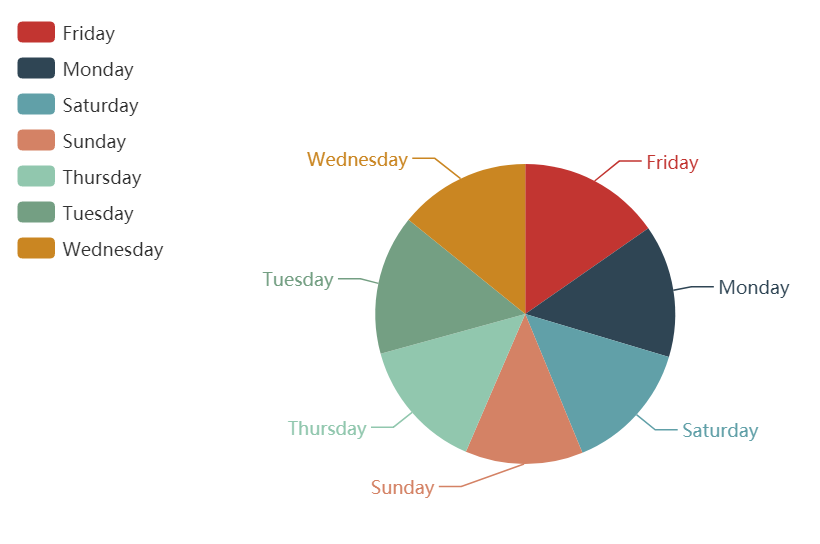 Friday
Monday
Saturday
Sunday
Thursday
Tuesday
Wednesday
Wednesday
Friday
Tuesday
Monday
Thursday
Saturday
Sunday